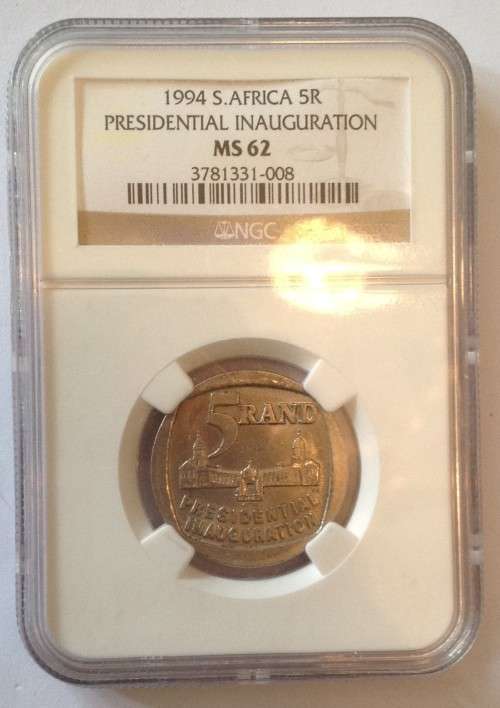 1994 S.AFRICA 5R
PRESIDENTIAL INAUGURATION
MS 62
3781331-008
NGC
5 RAND
PRESIDENTIAL
INAUGURATION